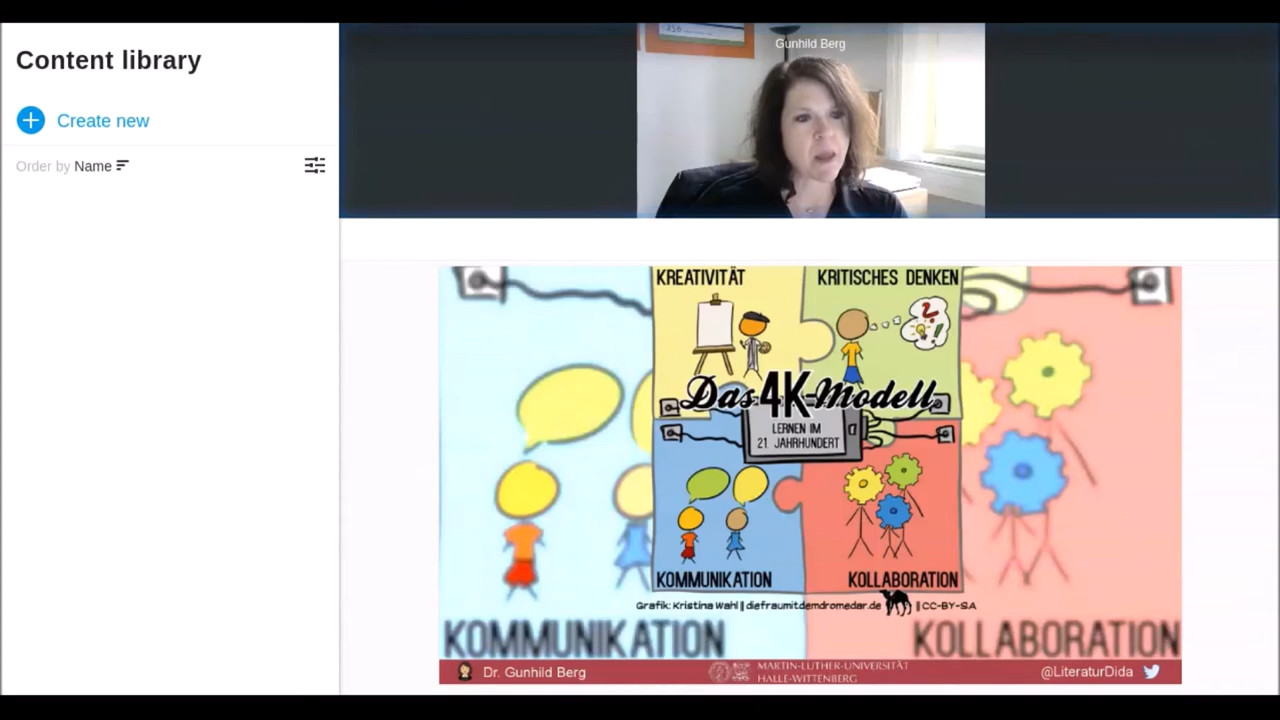 Content library
Create new
Order by Name
Gunhild Berg
KREATIVITÄT
KRITISCHES DENKEN
Das 4K-Modell
LERNEN IM
21. JAHRHUNDERT
KOMMUNIKATION
KOLLABORATION
Grafik: Kristina Wahl || diefraumitdemdromedar.de || CC-BY-SA
KOMMUNIKATION
KOLLABORATION
Dr. Gunhild Berg
MARTIN-LUTHER-UNIVERSITÄT
HALLE-WITTENBERG
@LiteraturDida